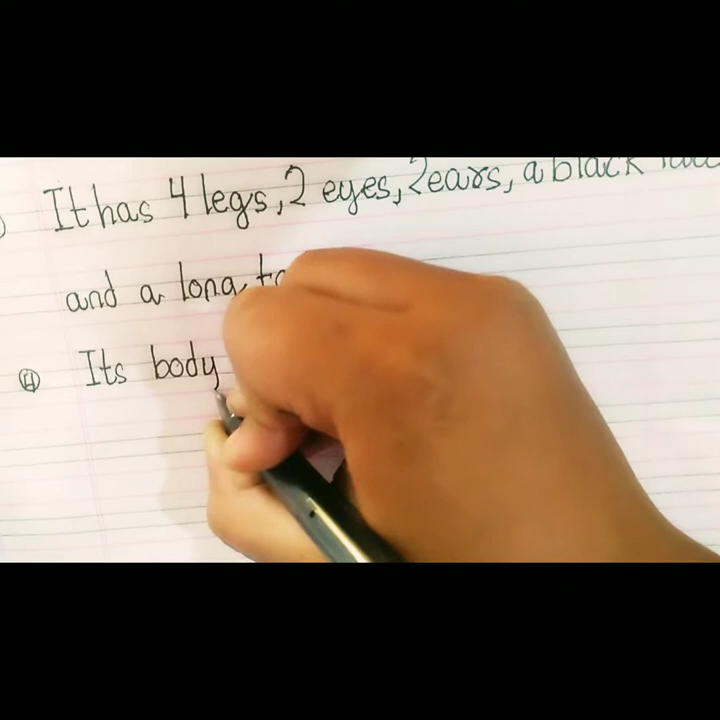 It has 4 legs, 2 eyes, 2 ears, a black
and a long
④ Its body